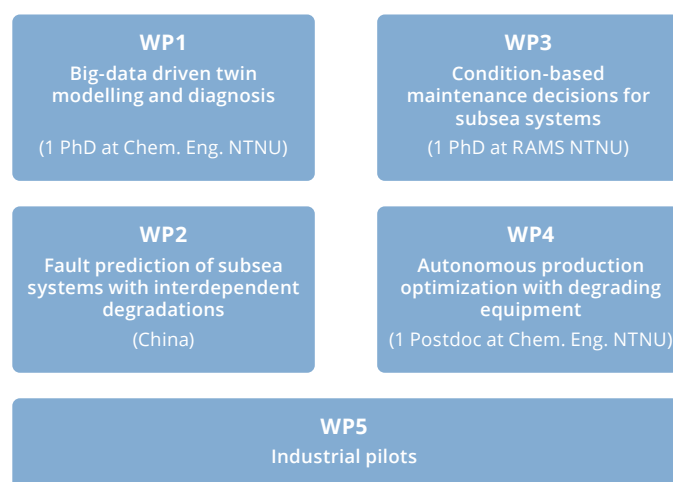 WP1
Big-data driven twin
modelling and diagnosis
(1 PhD at Chem. Eng. NTNU)
WP3
Condition-based
maintenance decisions for
subsea systems
(1 PhD at RAMS NTNU)
WP2
Fault prediction of subsea
systems with interdependent
degradations
(China)
WP4
Autonomous production
optimization with degrading
equipment
(1 Postdoc at Chem. Eng. NTNU)
WP5
Industrial pilots